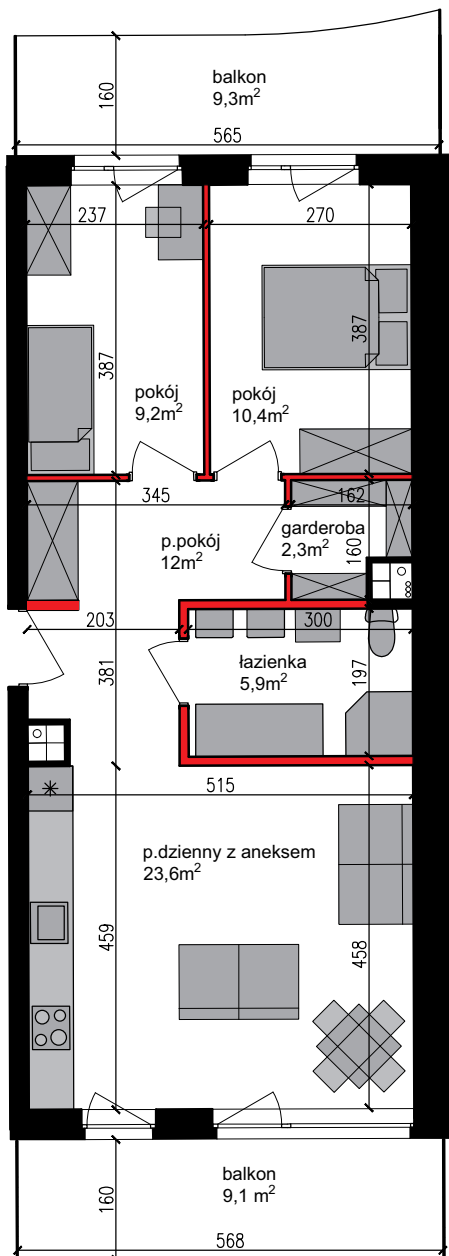 balkon
9,3m²
160
565
237
270
387
387
pokój
9,2m²
pokój
10,4m²
345
162
p.pokój
12m²
garderoba
2,3m²
160
203
300
381
łazienka
5,9m²
197
515
p.dzienny z aneksem
23,6m²
459
458
160
balkon
9,1 m²
568